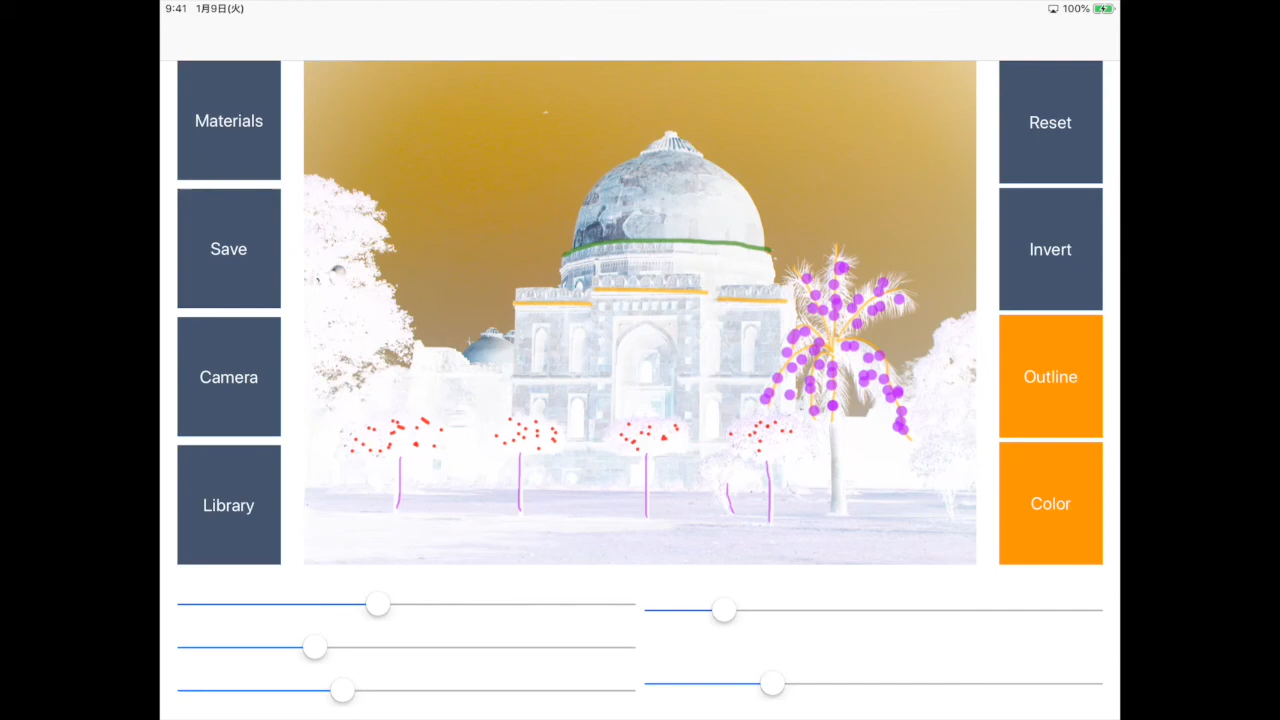 9:41 1月9日(火) 100%
Materials
Save
Camera
Library
Reset
Invert
Outline
Color